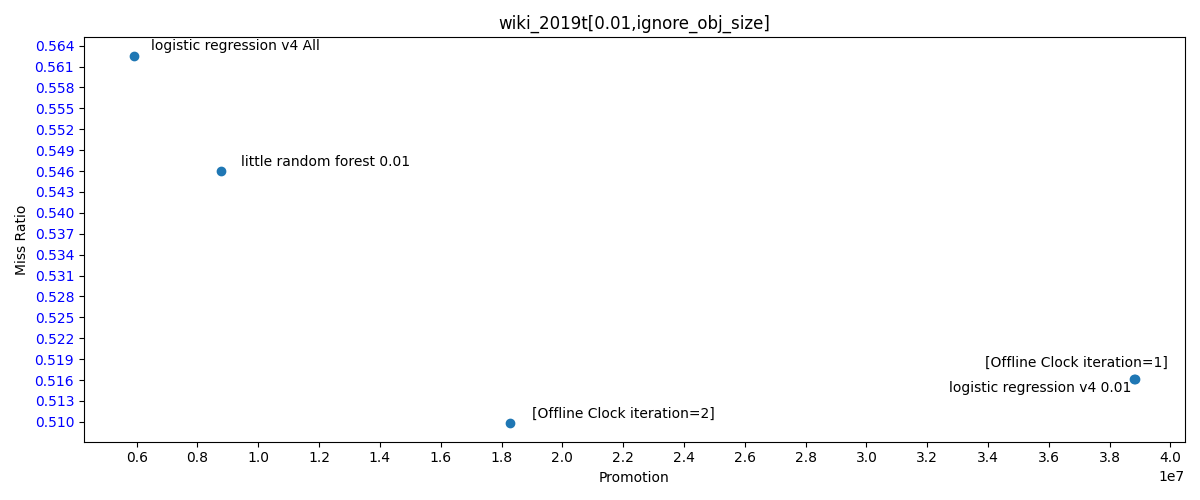 wiki_2019t[0.01,ignore_obj_size]
0.564
logistic regression v4 All
0.561
0.558
0.555
0.552
0.549
little random forest 0.01
0.546
0.543
0.540
0.537
Miss Ratio
0.534
0.531
0.528
0.525
0.522
0.519
[Offline Clock iteration=1]
0.516
logistic regression v4 0.01
0.513
[Offline Clock iteration=2]
0.510
0.6 0.8 1.0 1.2 1.4 1.6 1.8 2.0 2.2 2.4 2.6 2.8 3.0 3.2 3.4 3.6 3.8 4.0
Promotion
1e7